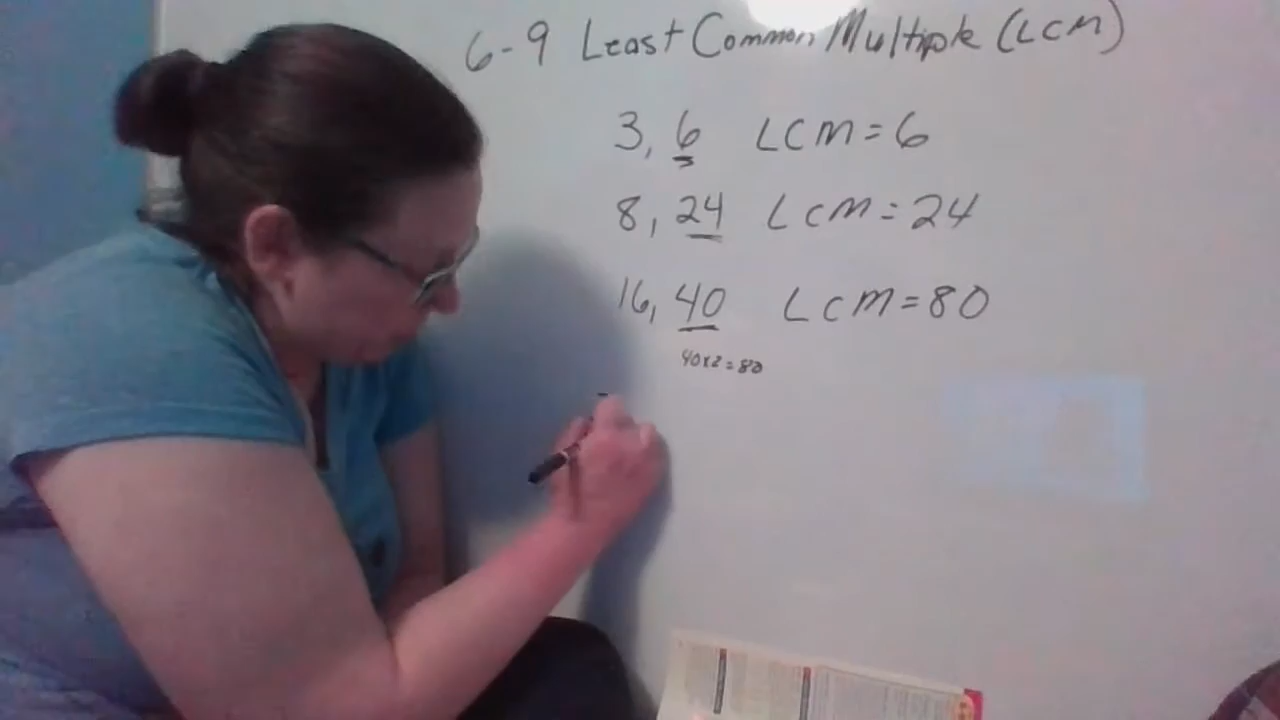 6-9 Least Common Multiple (LCM)
3, 6 LCM=6
8, 24 LCM=24
16, 40 LCM=80
40x2=80